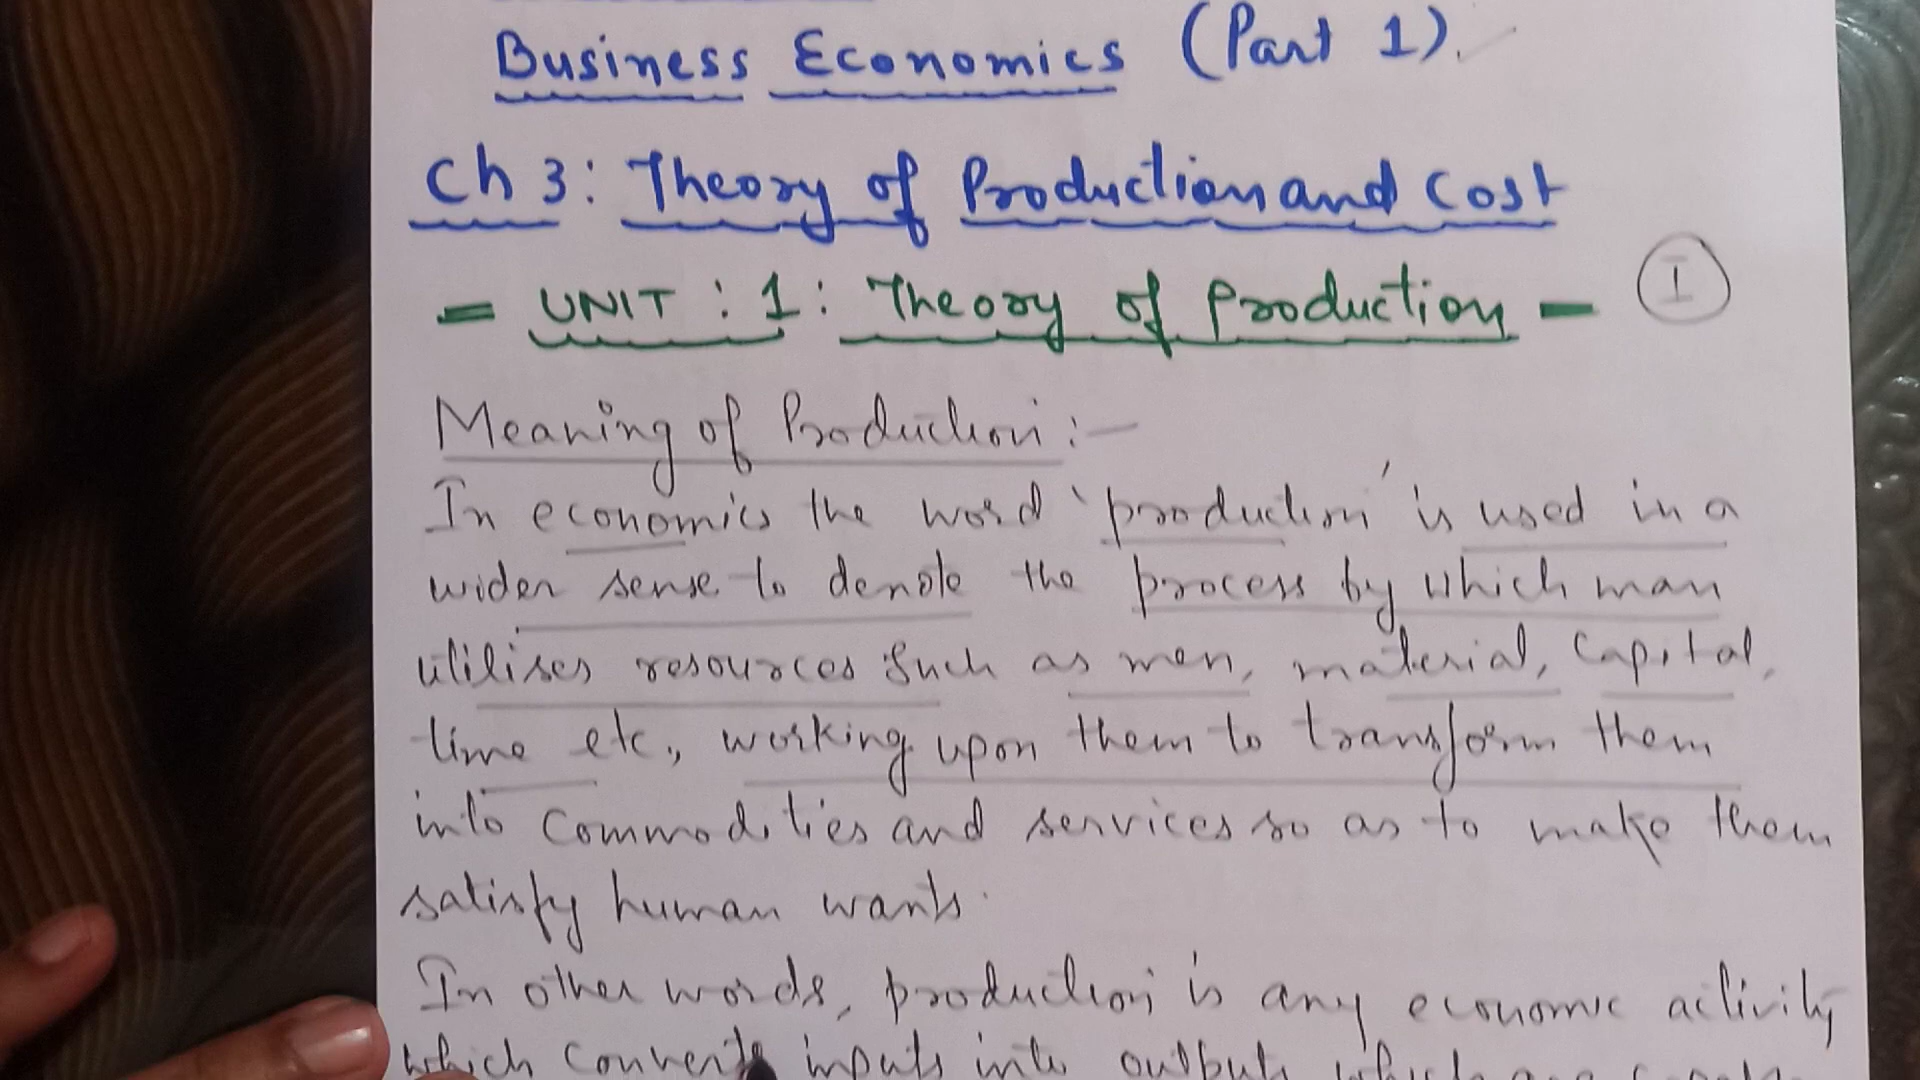 Business Economics (Part 1).
Ch 3: Theory of Production and Cost
- UNIT : 1 : Theory of Production - I
Meaning of Production :-
In economics the word 'production' is used in a
wider sense to denote the process by which man
utilises resources such as men, material, capital,
time etc., working upon them to transform them
into commodities and services so as to make them
satisfy human wants.
In other words, production is any economic activity
which converts inputs into outputs which are